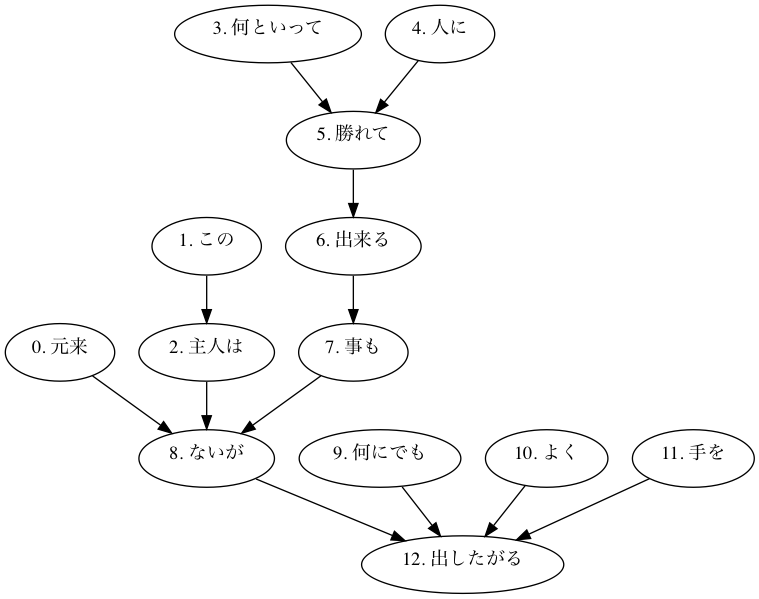 3. 何といって
4. 人に
5. 勝れて
1. この
6. 出来る
0. 元来
2. 主人は
7. 事も
8. ないが
9. 何にでも
10. よく
11. 手を
12. 出したがる